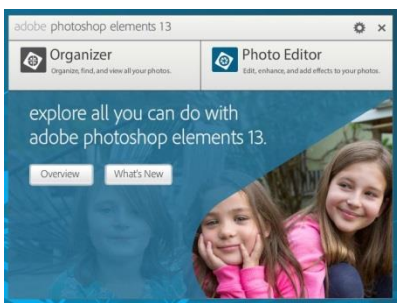 adobe photoshop elements 13
Organizer
Organize, find, and view all your photos.
Photo Editor
Edit, enhance, and add effects to your photos.
explore all you can do with
adobe photoshop elements 13.
Overview
What's New